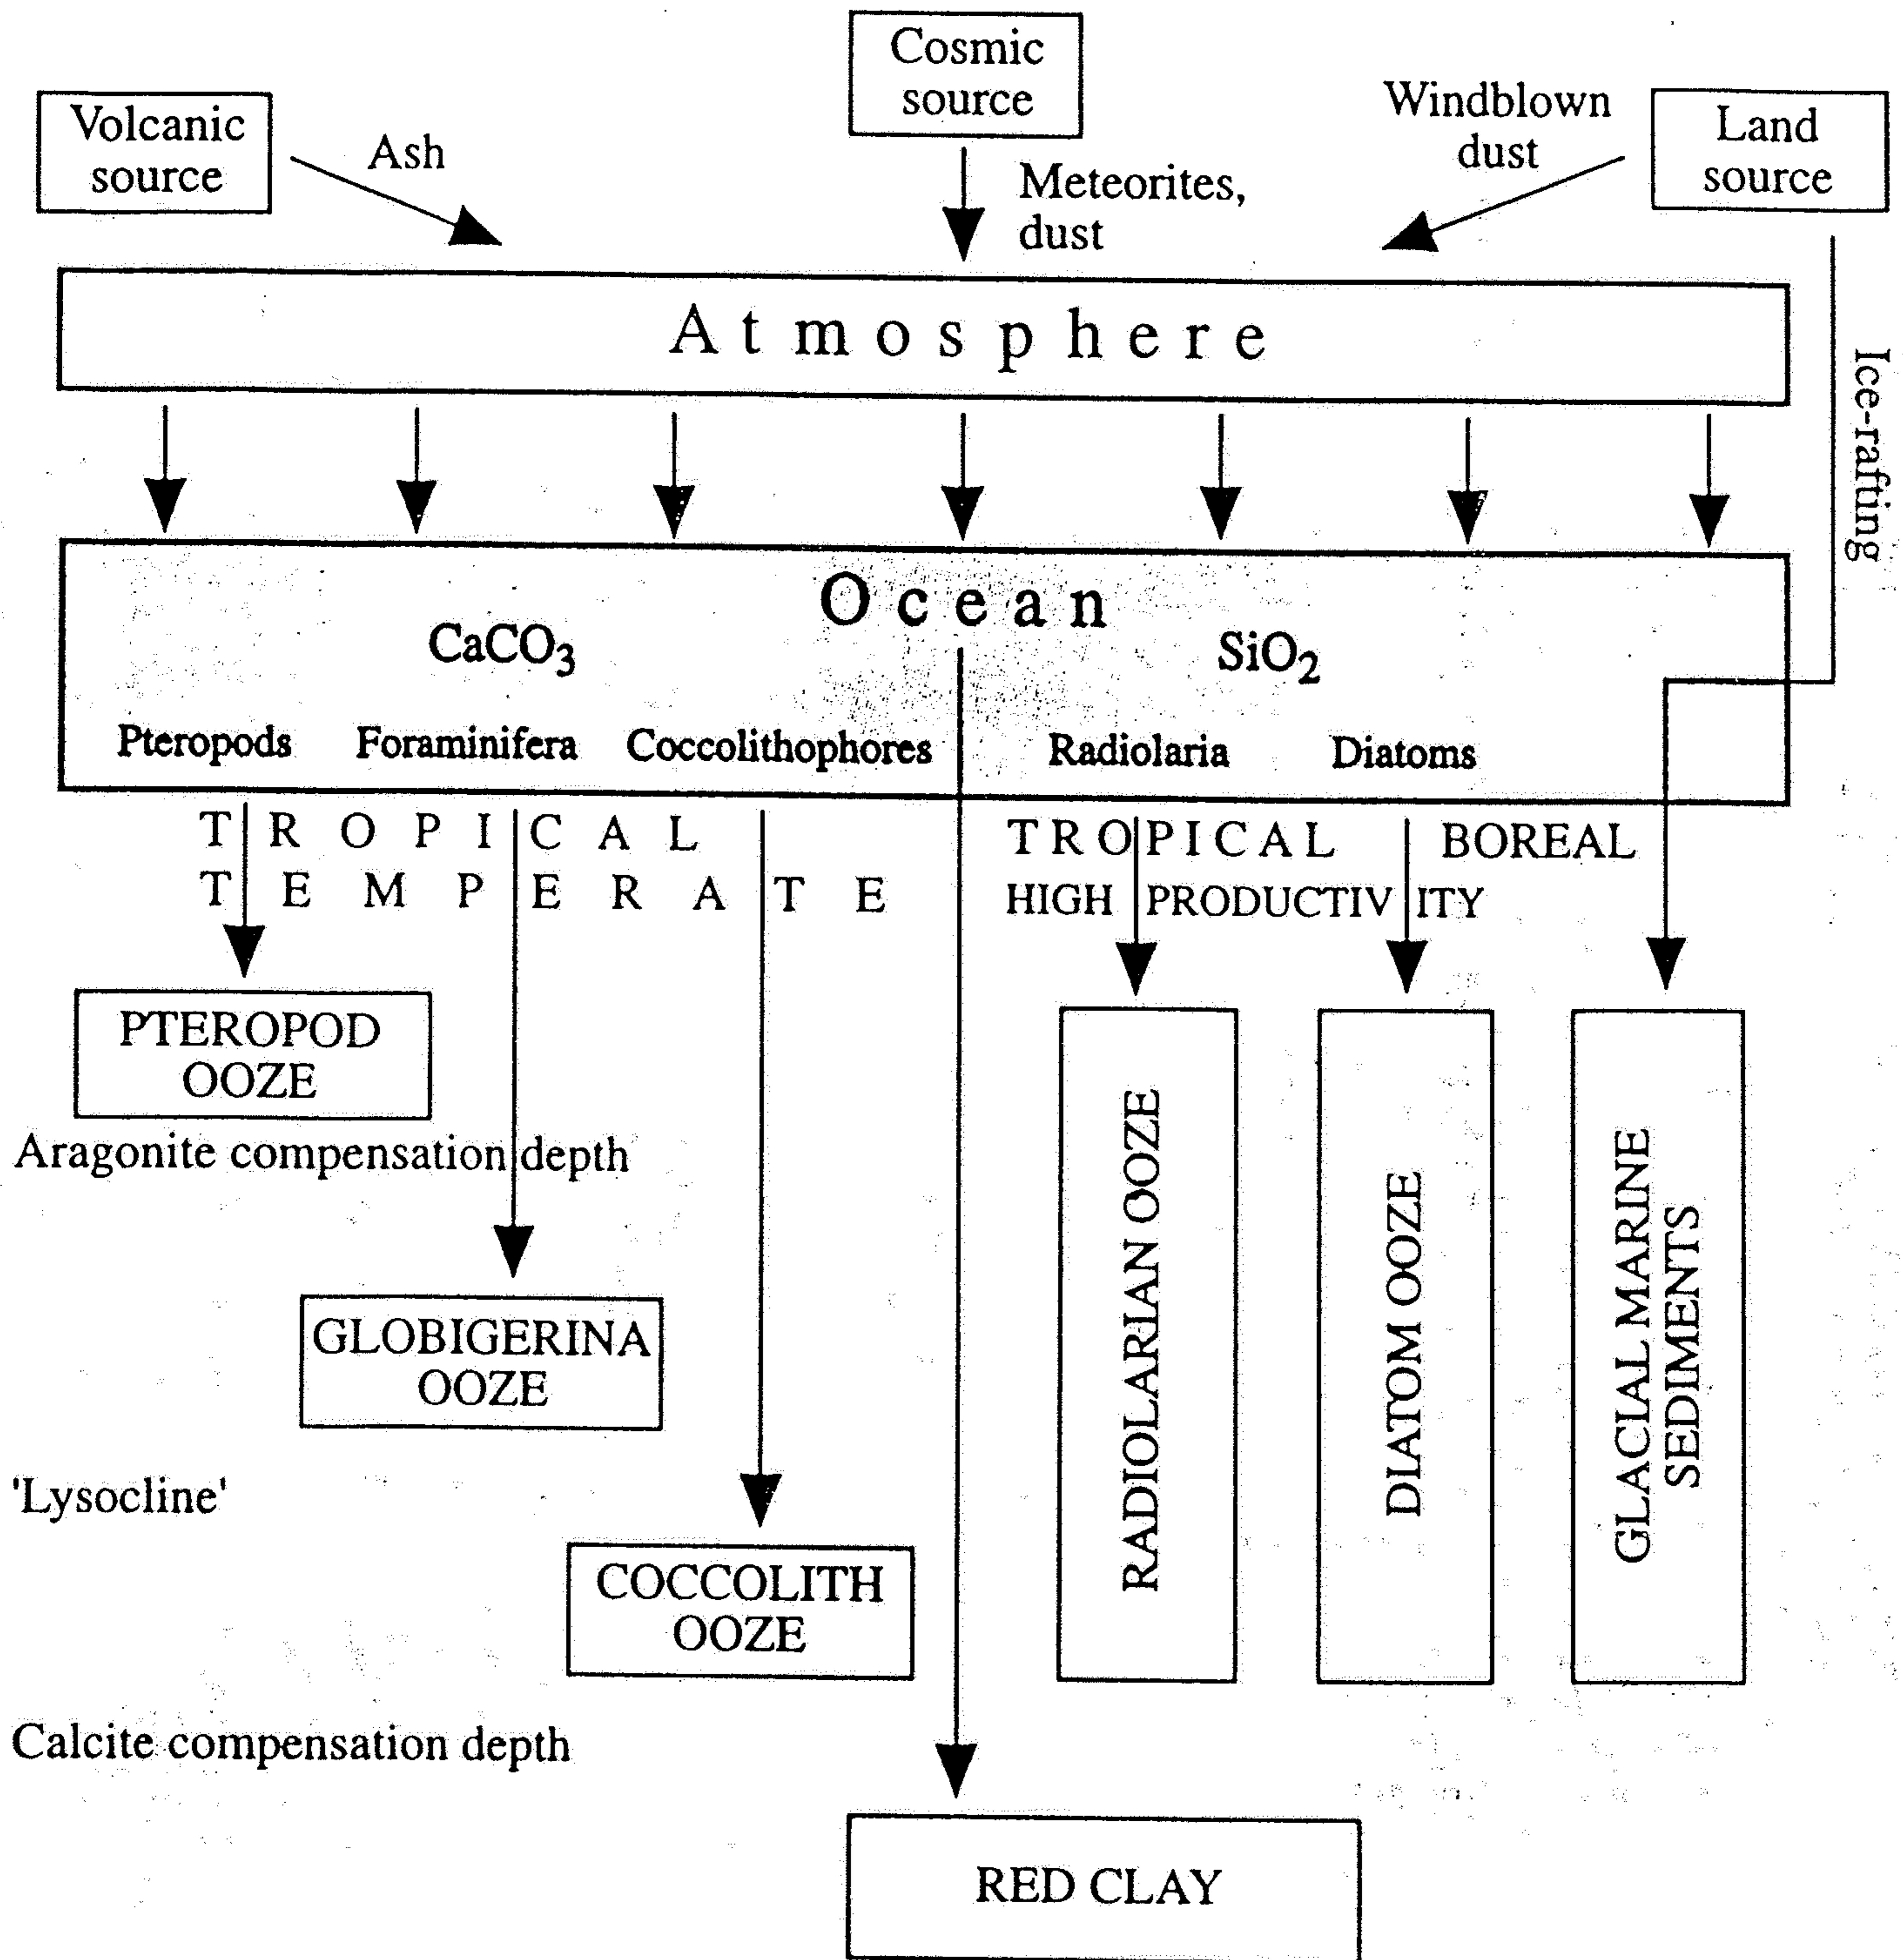 Cosmic
source
Volcanic
source
Ash
Meteorites,
dust
Windblown
dust
Land
source
Atmosphere
Ice-rafting
Ocean
CaCO3
SiO2
Pteropods
Foraminifera
Coccolithophores
Radiolaria
Diatoms
TROPICAL
TEMPERATE
TROPICAL
BOREAL
HIGH PRODUCTIVITY
PTEROPOD
OOZE
Aragonite compensation depth
GLOBIGERINA
OOZE
'Lysocline'
COCCOLITH
OOZE
RADIOLARIAN OOZE
DIATOM OOZE
GLACIAL MARINE
SEDIMENTS
Calcite compensation depth
RED CLAY